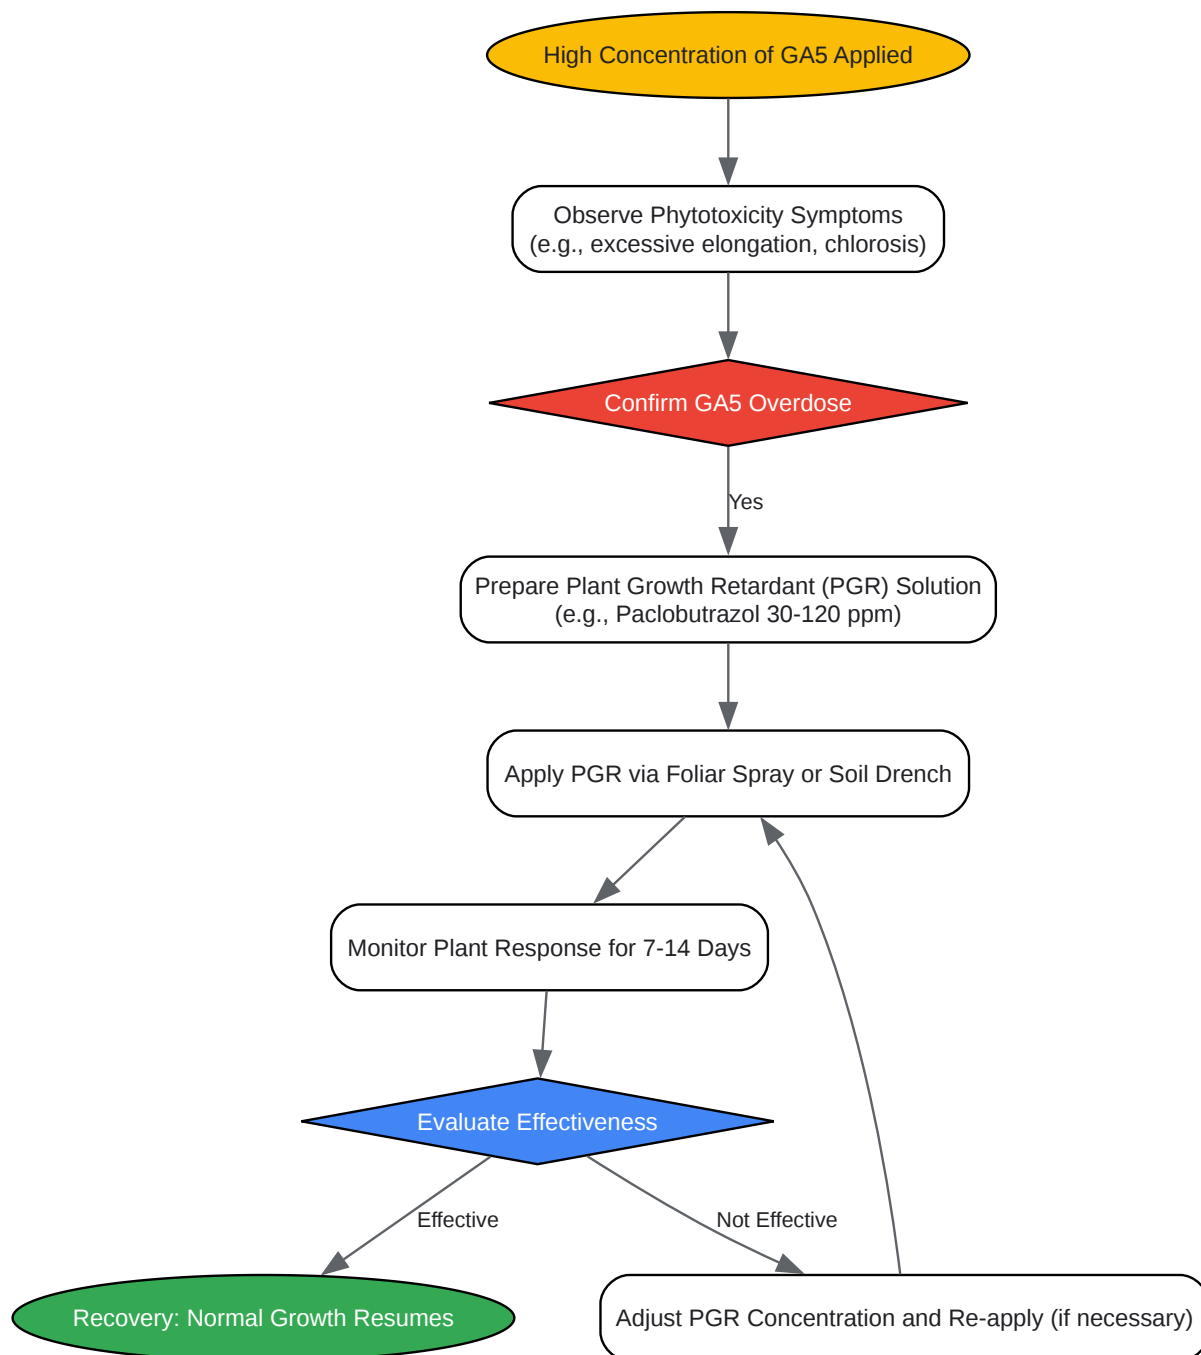 High Concentration of GA5 Applied
Observe Phytotoxicity Symptoms
(e.g., excessive elongation, chlorosis)
Confirm GA5 Overdose
Yes
Prepare Plant Growth Retardant (PGR) Solution
(e.g., Paclobutrazol 30-120 ppm)
Apply PGR via Foliar Spray or Soil Drench
Monitor Plant Response for 7-14 Days
Evaluate Effectiveness
Effective
Not Effective
Recovery: Normal Growth Resumes
Adjust PGR Concentration and Re-apply (if necessary)